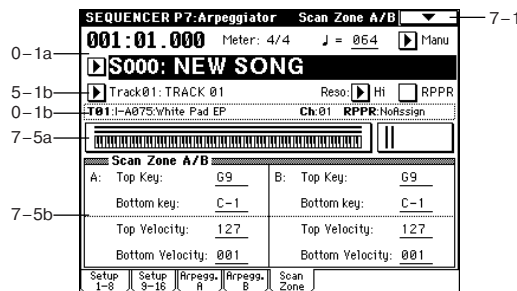 SEQUENCER P7:Arpeggiator Scan Zone A/B
7-1
001:01.000 Meter: 4/4 ♩ = 064 Manu
0-1a
S000: NEW SONG
5-1b
Track01: TRACK 01 Reso: Hi RPPR
0-1b
T01:I-A075:White Pad EP Ch:01 RPPR:NoAssign
7-5a
Scan Zone A/B
A: Top Key: G9 B: Top Key: G9
Bottom key: C-1 Bottom key: C-1
7-5b
Top Velocity: 127 Top Velocity: 127
Bottom Velocity: 001 Bottom Velocity: 001
Setup 1-8 Setup 9-16 Arpegg. A Arpegg. B Scan Zone